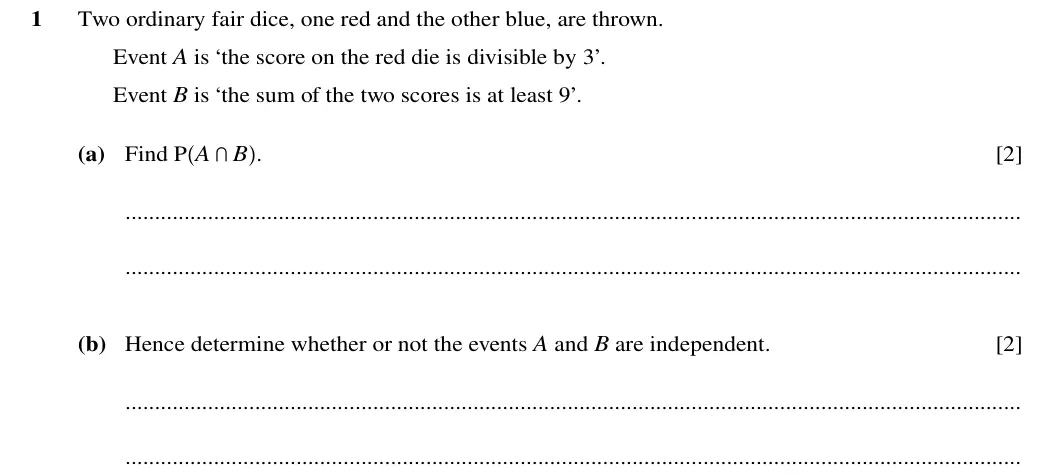 1 Two ordinary fair dice, one red and the other blue, are thrown.
Event A is ‘the score on the red die is divisible by 3’.
Event B is ‘the sum of the two scores is at least 9’.
(a) Find P(A ∩ B). [2]
(b) Hence determine whether or not the events A and B are independent. [2]